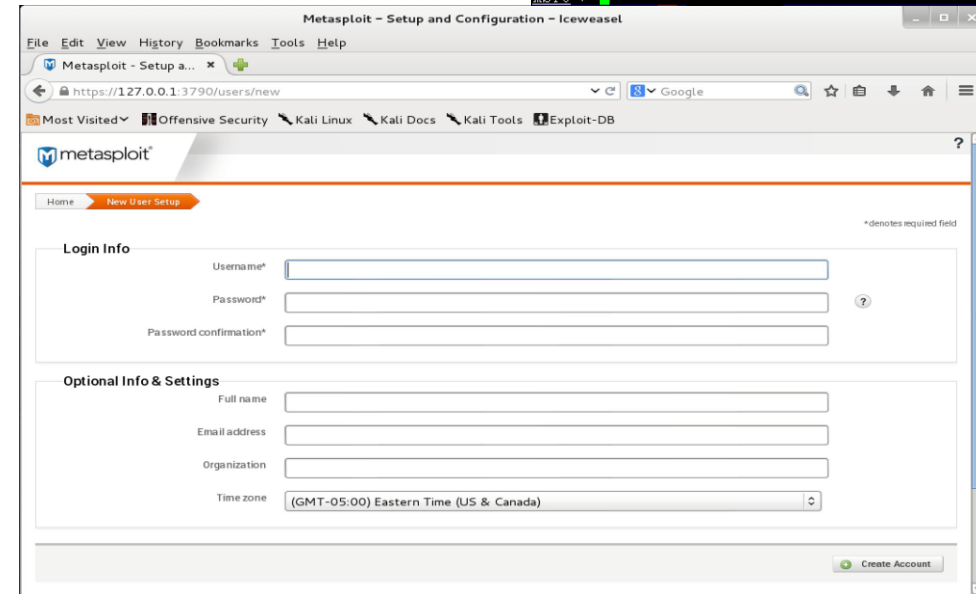 Metasploit - Setup and Configuration - Iceweasel
File Edit View History Bookmarks Tools Help
Metasploit - Setup a...
https://127.0.0.1:3790/users/new
Google
Most Visited Offensive Security Kali Linux Kali Docs Kali Tools Exploit-DB
metasploit®
?
Home New User Setup
*denotes required field
Login Info
Username*
Password*
?
Password confirmation*
Optional Info & Settings
Full name
Email address
Organization
Time zone (GMT-05:00) Eastern Time (US & Canada)
Create Account